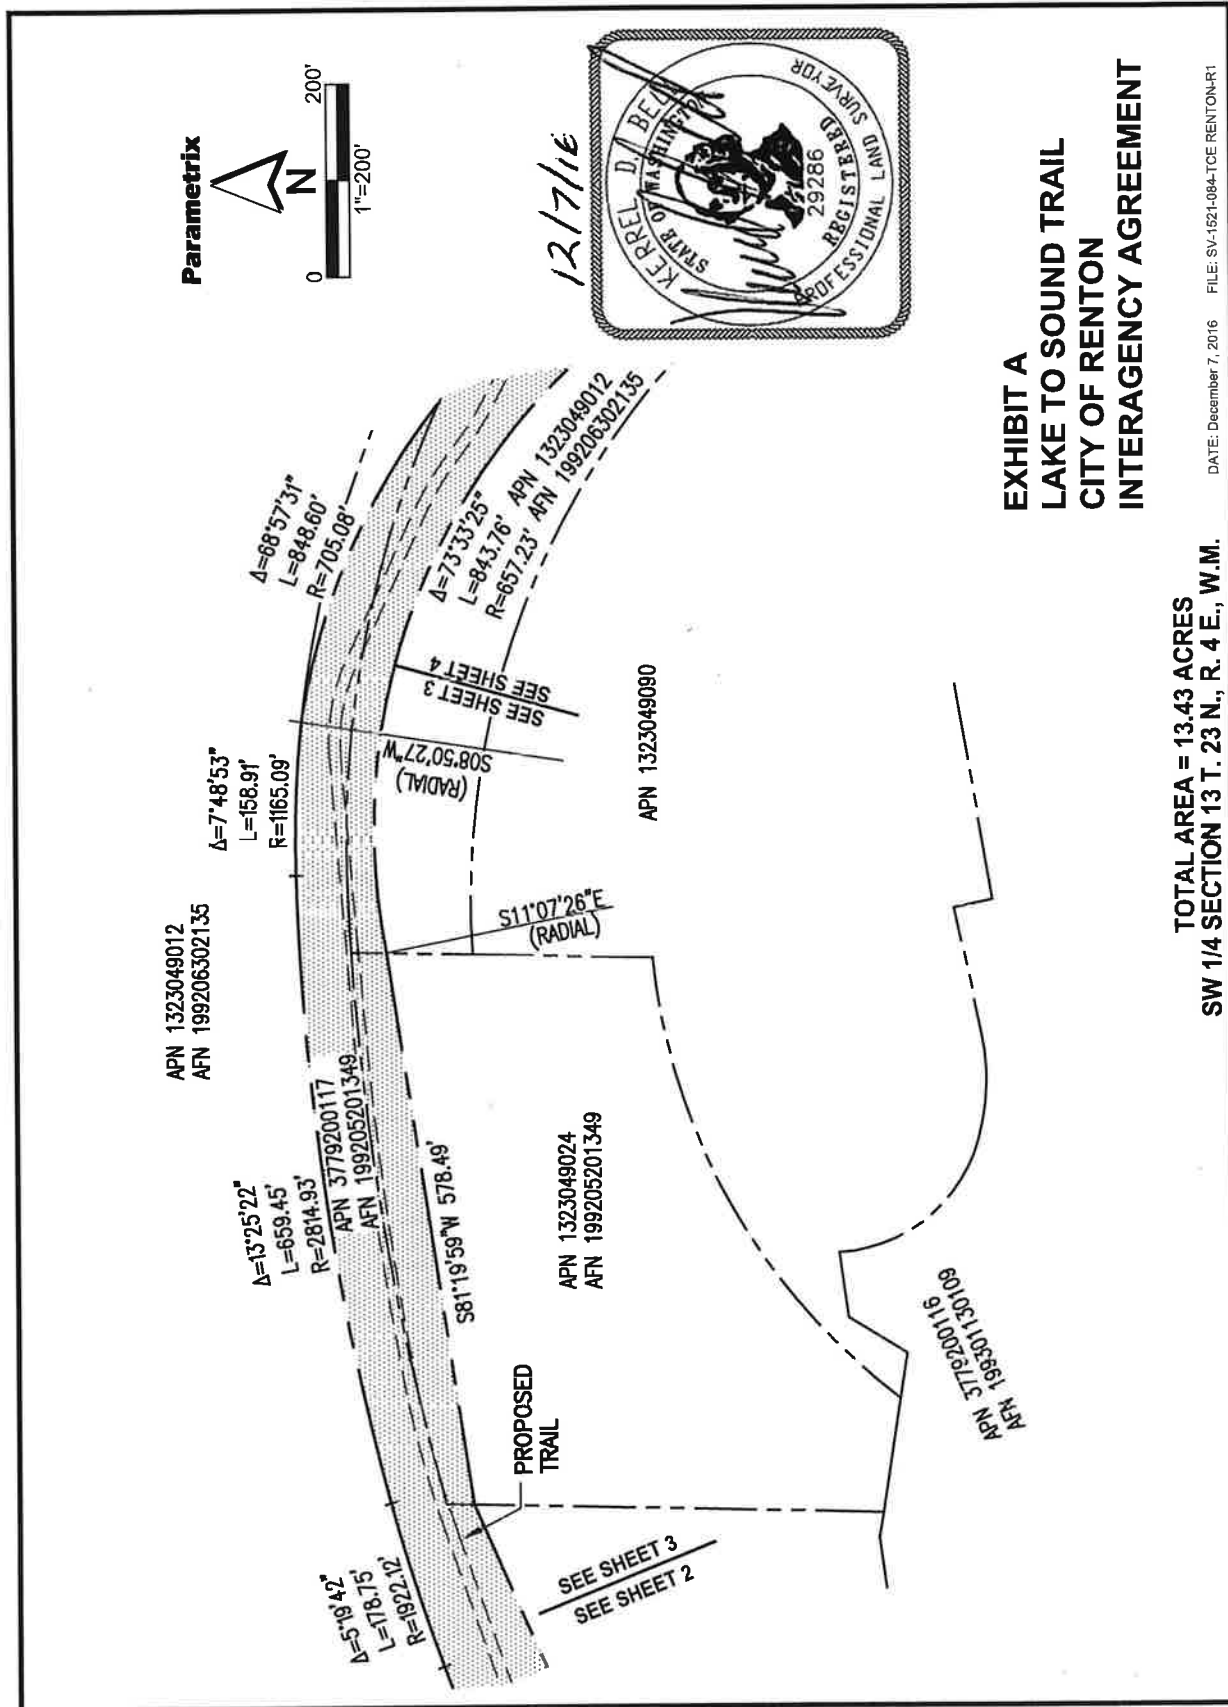 Parametrix
N
0 200'
1"=200'
12/7/16
KERREL D. BELL
STATE OF WASHINGTON
29286
REGISTERED
PROFESSIONAL LAND SURVEYOR
APN 1323049012
AFN 199206302135
Δ=5°19'42"
L=178.75'
R=1922.12'
Δ=13°25'22"
L=659.45'
R=2814.93'
APN 3779200117
AFN 199205201349
Δ=7°48'53"
L=158.91'
R=1165.09'
Δ=68°57'31"
L=848.60'
R=705.08'
S81°19'59"W 578.49'
S11°07'26"E
(RADIAL)
S08°50'27"W
(RADIAL)
SEE SHEET 3
SEE SHEET 4
Δ=73°33'25"
L=843.76' APN 1323049012
R=657.23' AFN 199206302135
PROPOSED
TRAIL
SEE SHEET 3
SEE SHEET 2
APN 1323049024
AFN 199205201349
APN 1323049090
APN 3779200116
AFN 199301130109
EXHIBIT A
LAKE TO SOUND TRAIL
CITY OF RENTON
INTERAGENCY AGREEMENT
TOTAL AREA = 13.43 ACRES
SW 1/4 SECTION 13 T. 23 N., R. 4 E., W.M.
DATE: December 7, 2016 FILE: SV-1521-084-TCE RENTON-R1